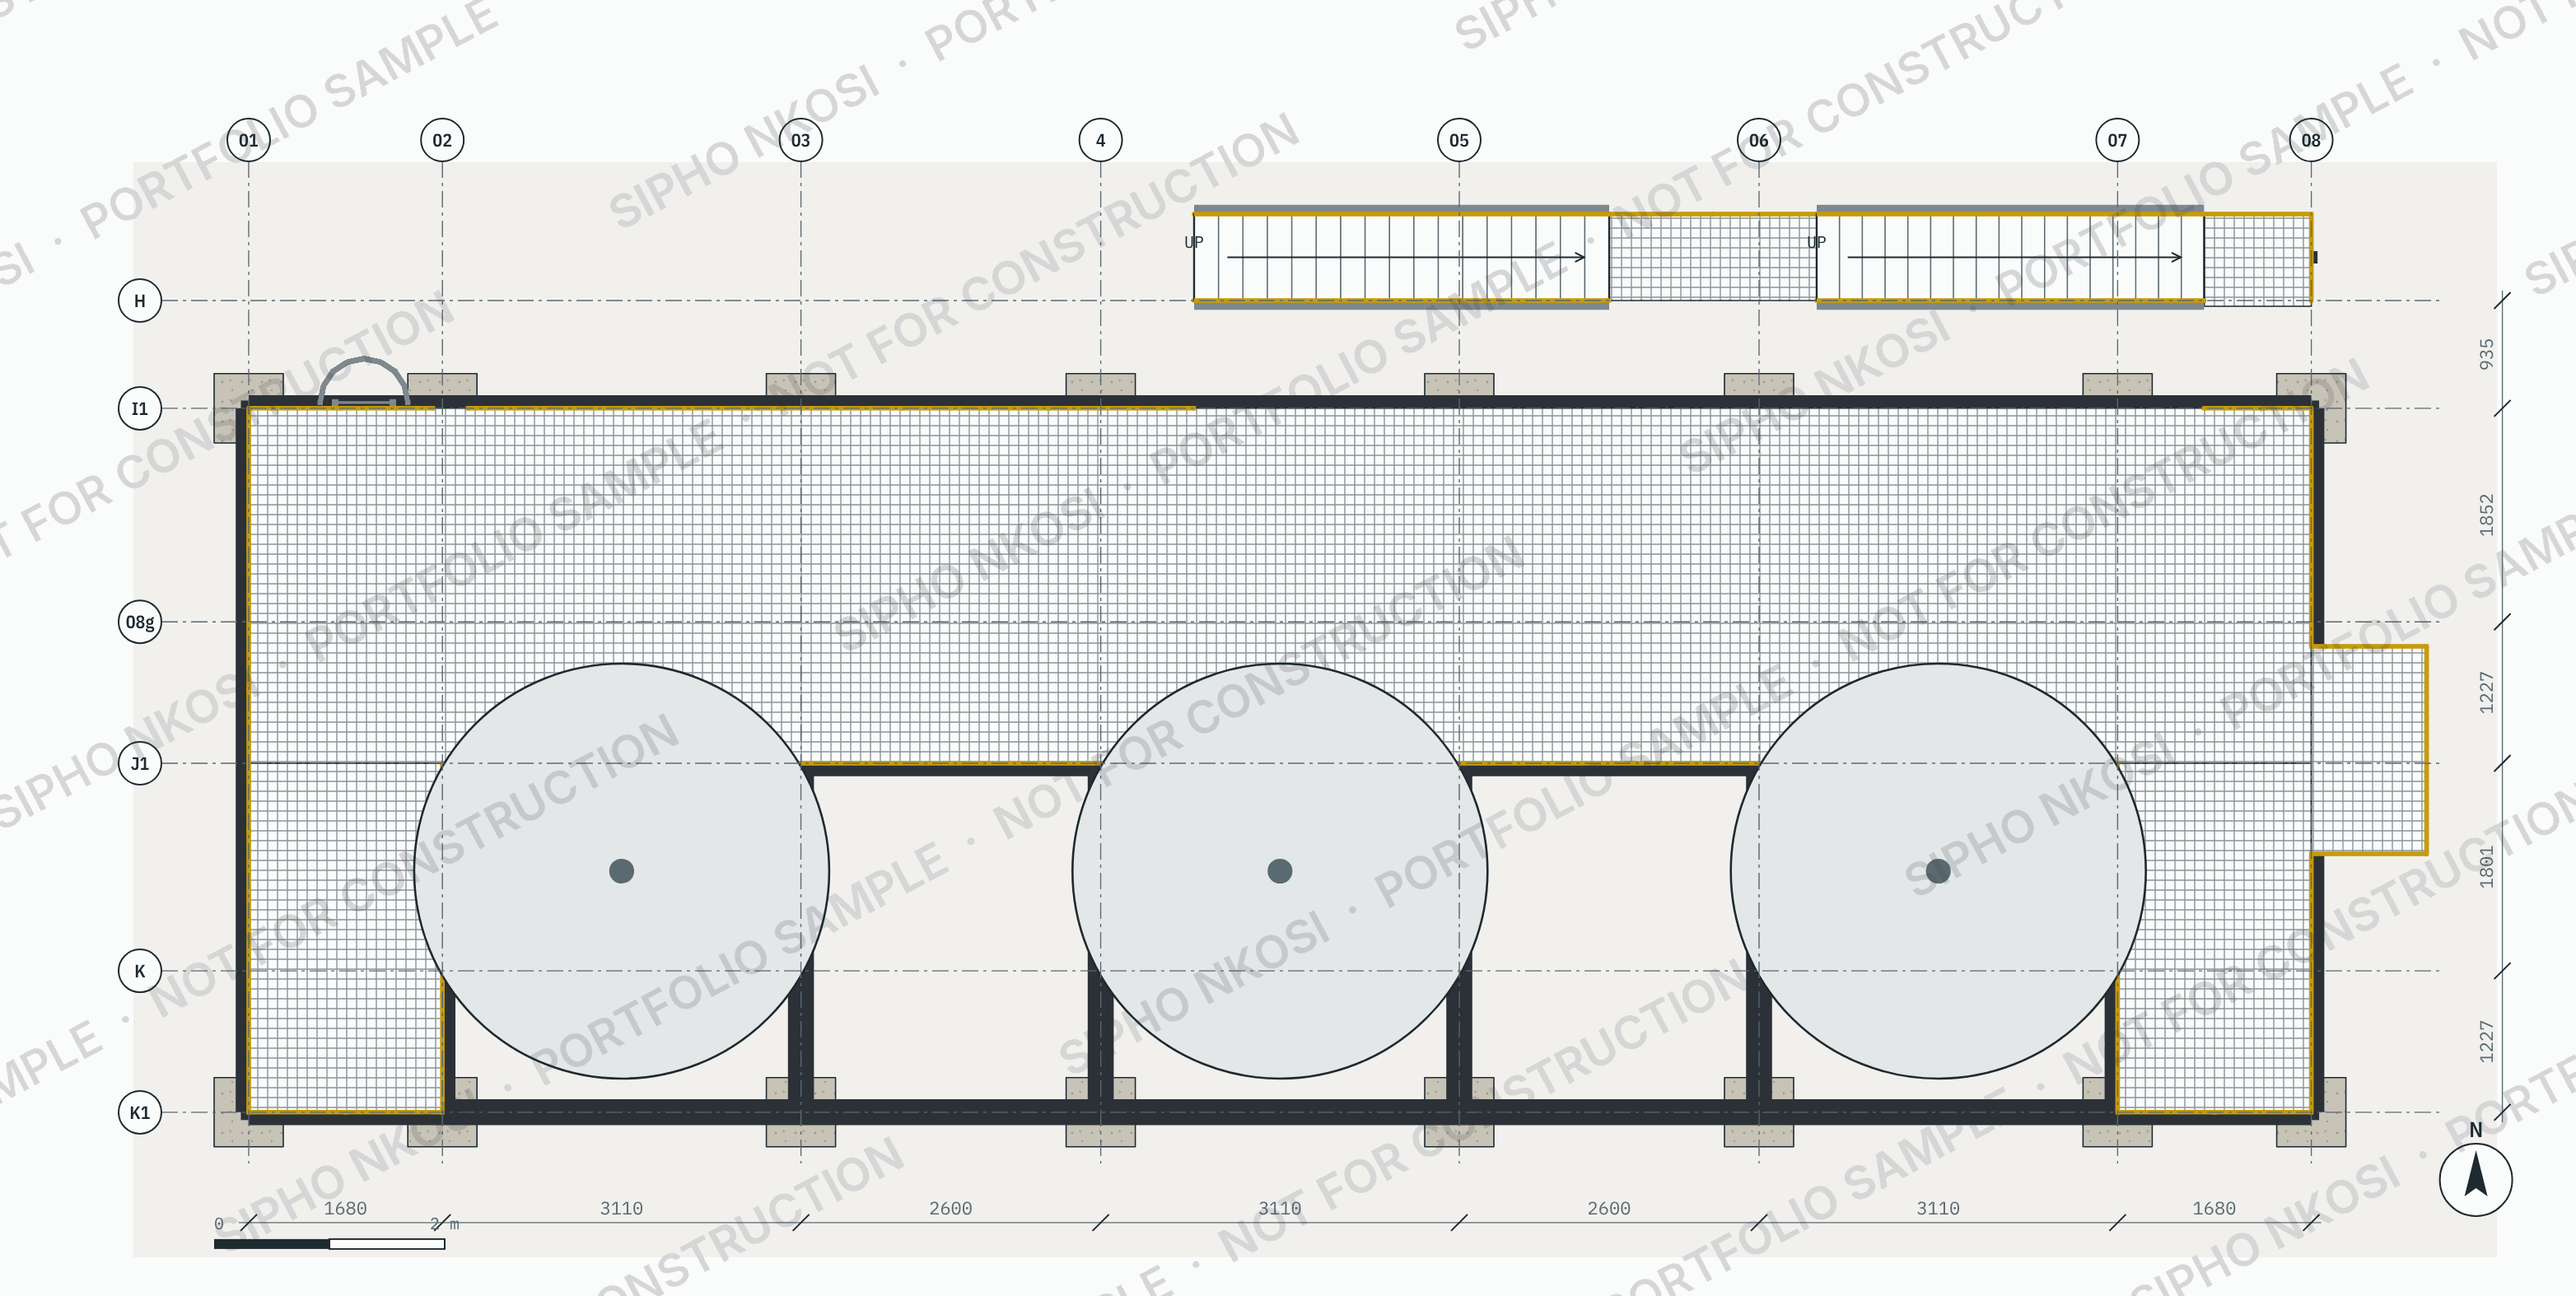 SIPHO NKOSI · PORTFOLIO SAMPLE · NOT FOR CONSTRUCTION
01 02 03 4 05 06 07 08
UP UP
H
I1
08g
J1
K
K1
935
1852
1227
1801
1227
N
1680 3110 2600 3110 2600 3110 1680
0 2 m